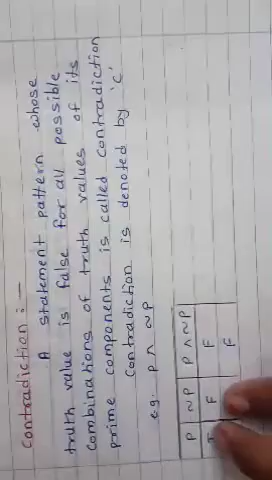 Contradiction : —
A statement pattern whose
truth value is false for all possible
combinations of truth values of its
prime components is called contradiction
Contradiction is denoted by 'c'
e.g. P ∧ ~P
P ~P P ∧ ~P
F F
F